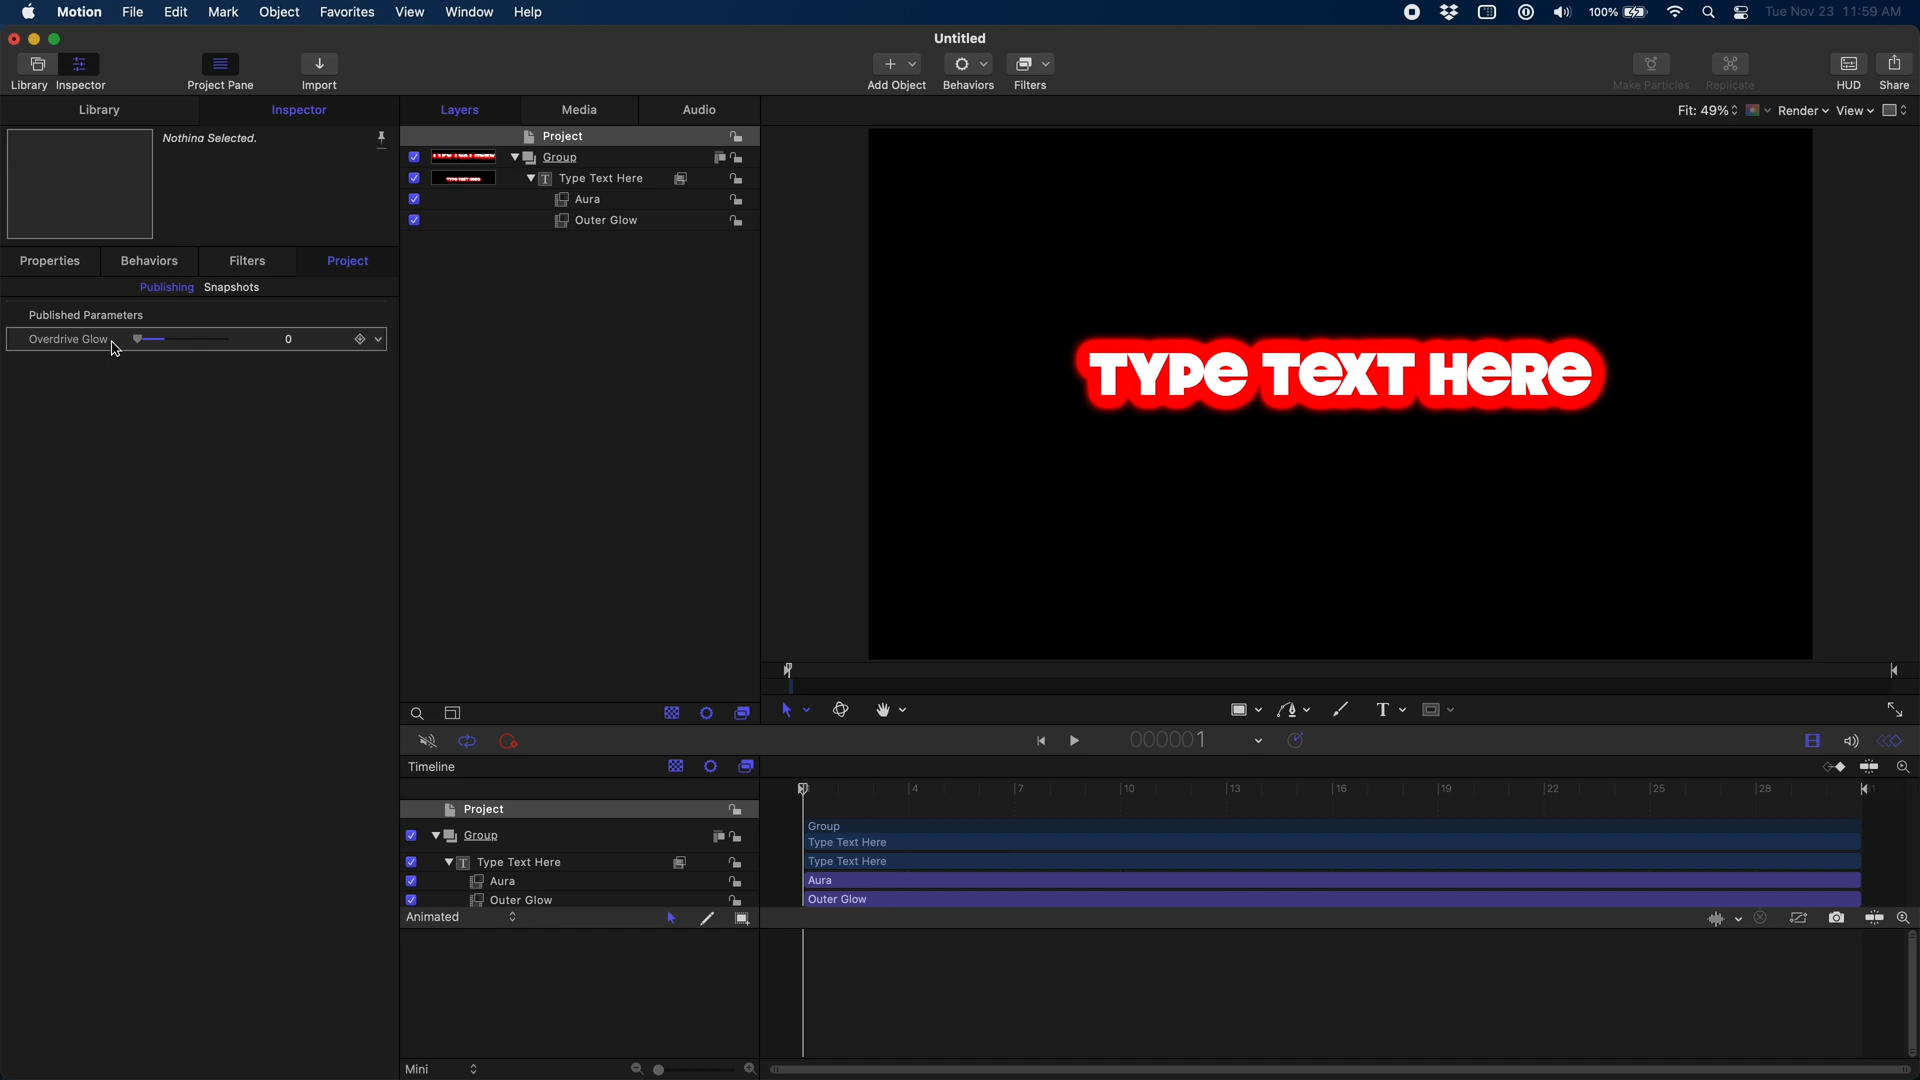 Motion File Edit Mark Object Favorites View Window Help 100% Tue Nov 23 11:59 AM
Untitled
Library Inspector Project Pane Import Add Object Behaviors Filters Make Particles Replicate HUD Share
Library Inspector Layers Media Audio Fit: 49% Render View
Nothing Selected.
Project
Group
Type Text Here
Aura
Outer Glow
Properties Behaviors Filters Project
Publishing Snapshots
Published Parameters
Overdrive Glow 0
TYPE TEXT HERE
000001
Timeline
4 7 10 13 16 19 22 25 28
Project
Group Group
Type Text Here
Type Text Here Type Text Here
Aura Aura
Outer Glow Outer Glow
Animated
Mini